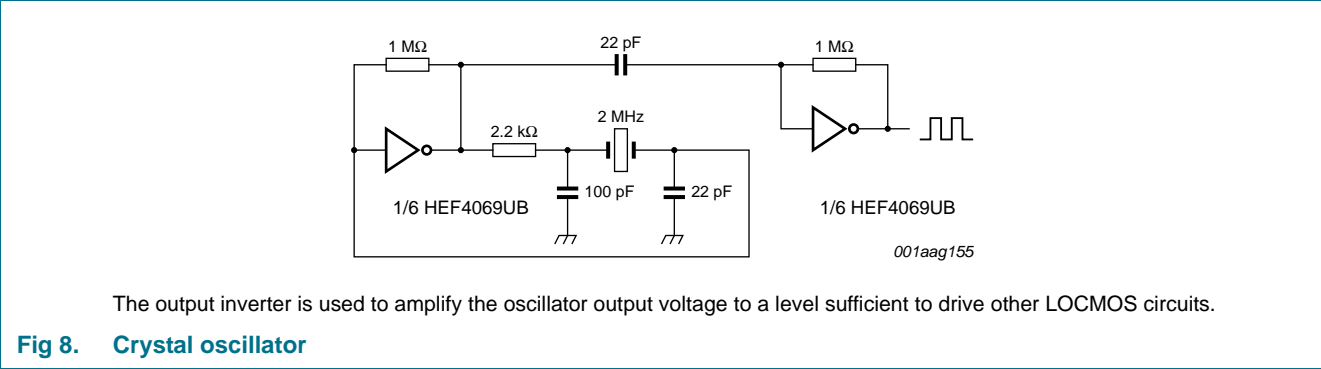 1 MΩ
22 pF
1 MΩ
2.2 kΩ
2 MHz
100 pF
22 pF
1/6 HEF4069UB
1/6 HEF4069UB
001aag155
The output inverter is used to amplify the oscillator output voltage to a level sufficient to drive other LOCMOS circuits.
Fig 8. Crystal oscillator